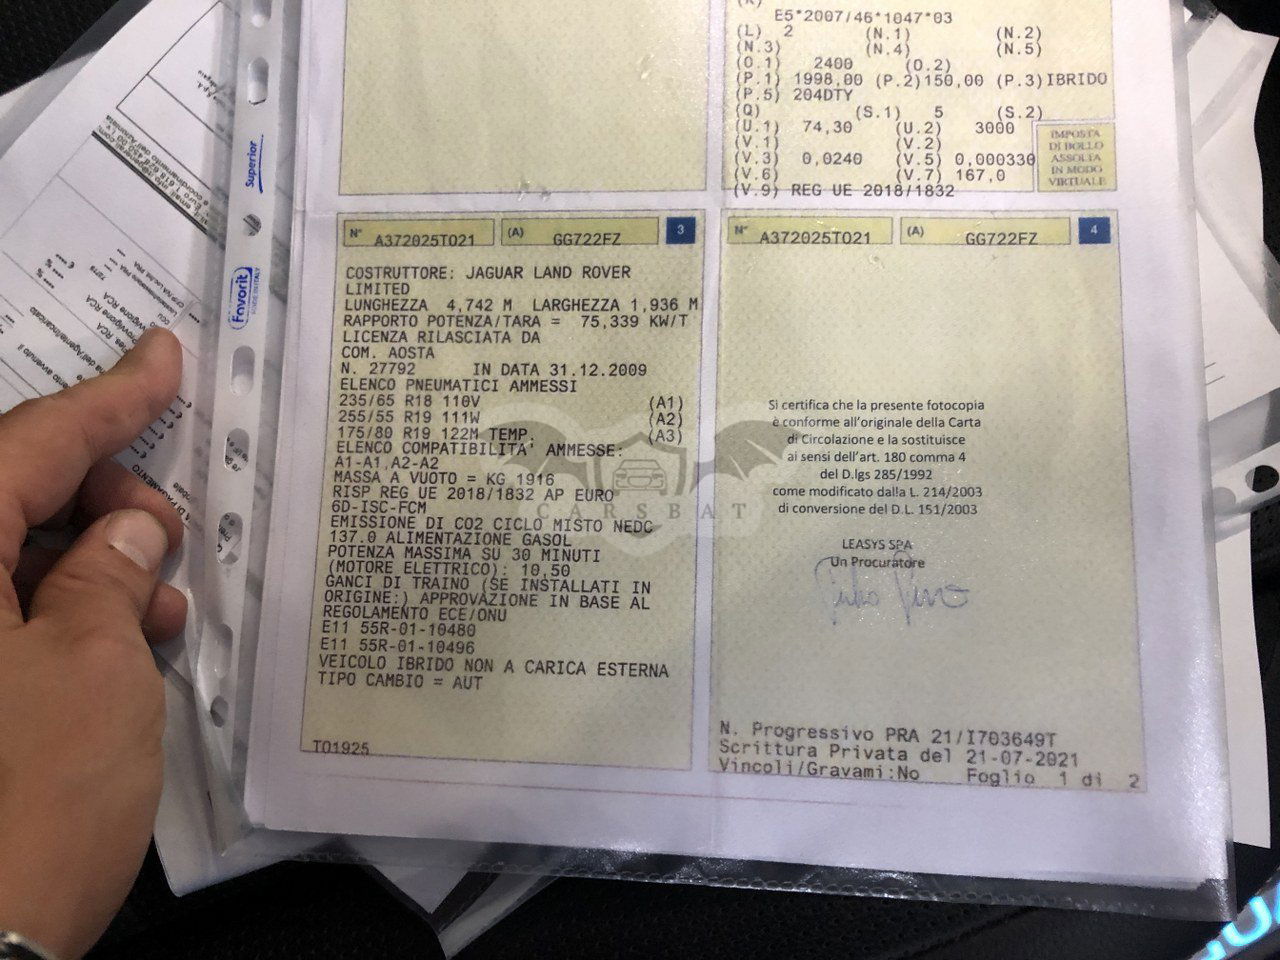 E5*2007/46*1047*03
(L) 2 (N.1) (N.2)
(N.3) (N.4) (N.5)
(O.1) 2400 (O.2)
(P.1) 1998,00 (P.2)150,00 (P.3)IBRIDO
(P.5) 204DTY
(Q) (S.1) 5 (S.2)
(U.1) 74,30 (U.2) 3000
(V.1) (V.2)
(V.3) 0,0240 (V.5) 0,000330
(V.6) (V.7) 167,0
(V.9) REG UE 2018/1832
IMPOSTA
DI BOLLO
ASSOLTA
IN MODO
VIRTUALE
N° A372025TO21 (A) GG722FZ 3
COSTRUTTORE: JAGUAR LAND ROVER
LIMITED
LUNGHEZZA 4,742 M LARGHEZZA 1,936 M
RAPPORTO POTENZA/TARA = 75,339 KW/T
LICENZA RILASCIATA DA
COM. AOSTA
N. 27792 IN DATA 31.12.2009
ELENCO PNEUMATICI AMMESSI
235/65 R18 110V (A1)
255/55 R19 111W (A2)
175/80 R19 122M TEMP. (A3)
ELENCO COMPATIBILITA' AMMESSE:
A1-A1,A2-A2
MASSA A VUOTO = KG 1916
RISP REG UE 2018/1832 AP EURO
6D-ISC-FCM
EMISSIONE DI CO2 CICLO MISTO NEDC
137.0 ALIMENTAZIONE GASOL
POTENZA MASSIMA SU 30 MINUTI
(MOTORE ELETTRICO): 10,50
GANCI DI TRAINO (SE INSTALLATI IN
ORIGINE:) APPROVAZIONE IN BASE AL
REGOLAMENTO ECE/ONU
E11 55R-01-10480
E11 55R-01-10496
VEICOLO IBRIDO NON A CARICA ESTERNA
TIPO CAMBIO = AUT
TO1925
N° A372025TO21 (A) GG722FZ 4
Si certifica che la presente fotocopia
è conforme all'originale della Carta
di Circolazione e la sostituisce
ai sensi dell'art. 180 comma 4
del D.lgs 285/1992
come modificato dalla L. 214/2003
di conversione del D.L. 151/2003
LEASYS SPA
Un Procuratore
N. Progressivo PRA 21/I703649T
Scrittura Privata del 21-07-2021
Vincoli/Gravami:No Foglio 1 di 2
CARSBAT
Superior
Favorit